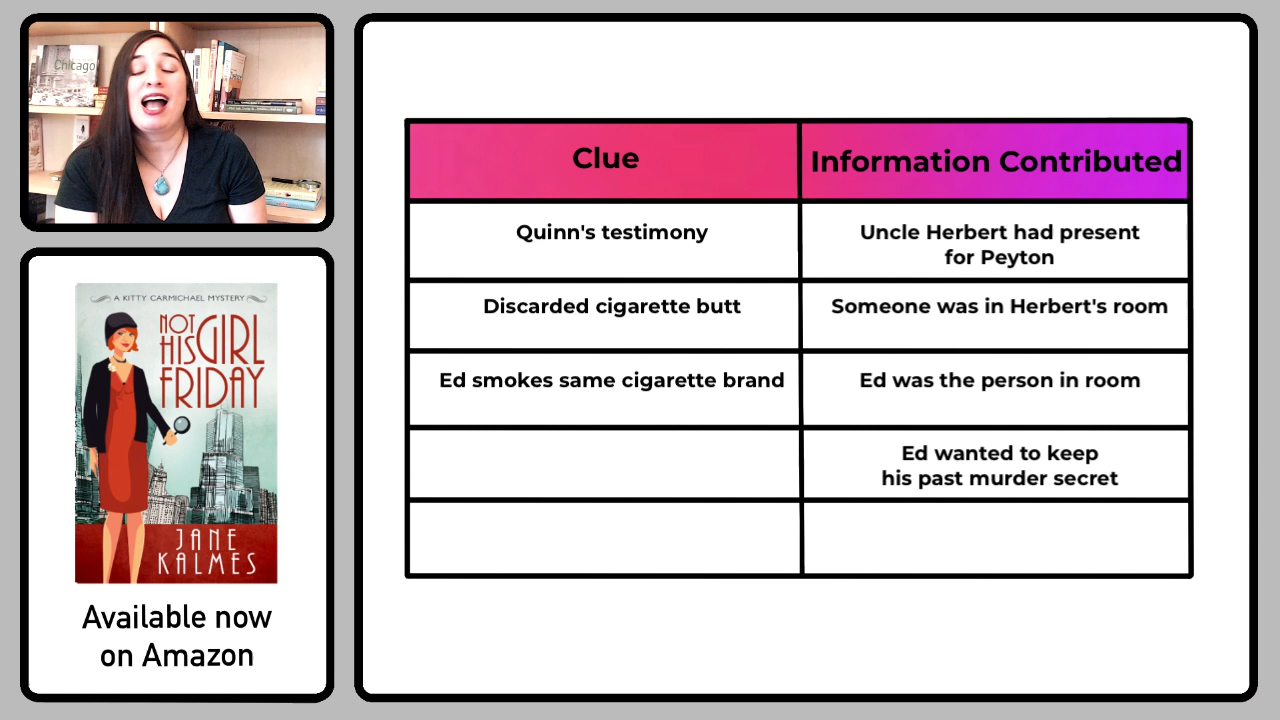 Chicago
A KITTY CARMICHAEL MYSTERY
NOT
HIS GIRL
FRIDAY
JANE
KALMES
Available now
on Amazon
Clue
Information Contributed
Quinn's testimony
Uncle Herbert had present
for Peyton
Discarded cigarette butt
Someone was in Herbert's room
Ed smokes same cigarette brand
Ed was the person in room
Ed wanted to keep
his past murder secret